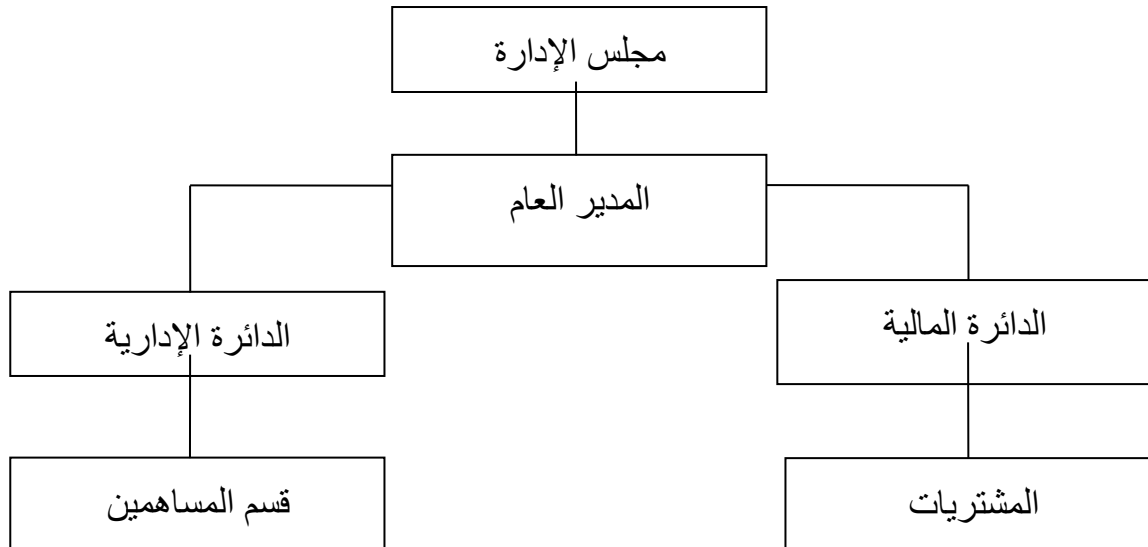 مجلس الإدارة
المدير العام
الدائرة المالية
الدائرة الإدارية
المشتريات
قسم المساهمين